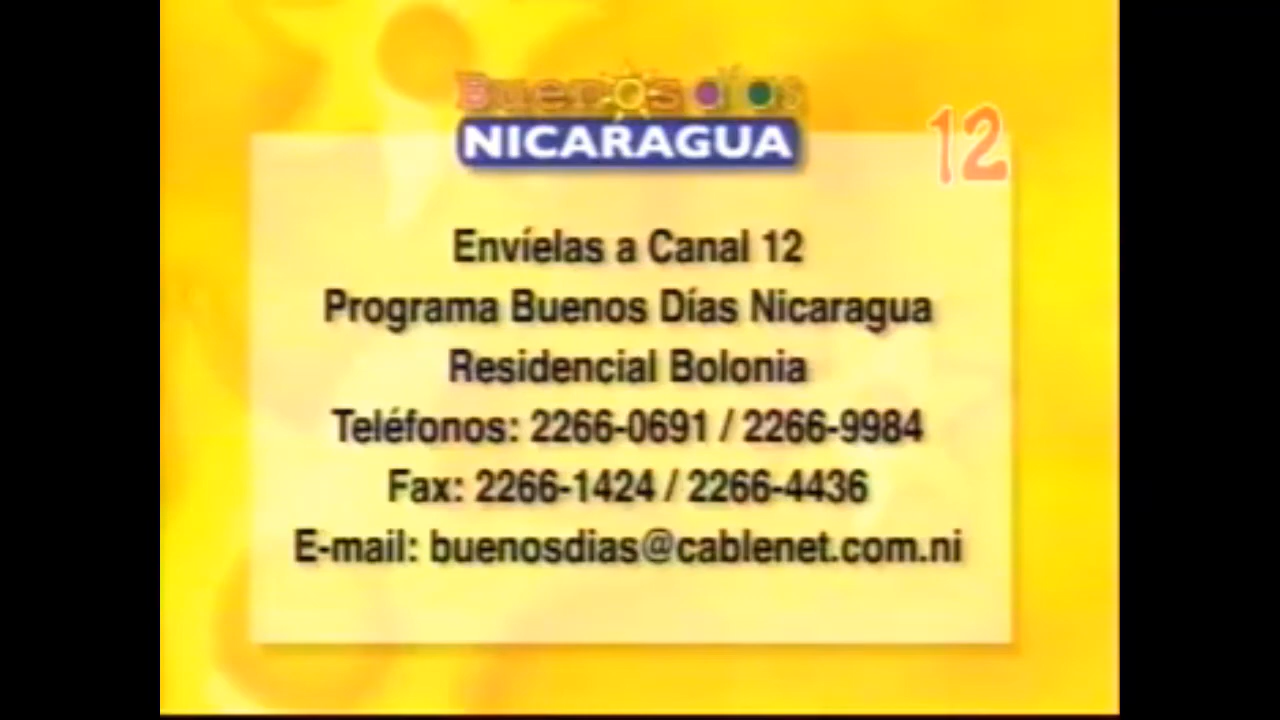 Buenos días
NICARAGUA
12
Envíelas a Canal 12
Programa Buenos Días Nicaragua
Residencial Bolonia
Teléfonos: 2266-0691 / 2266-9984
Fax: 2266-1424 / 2266-4436
E-mail: buenosdias@cablenet.com.ni